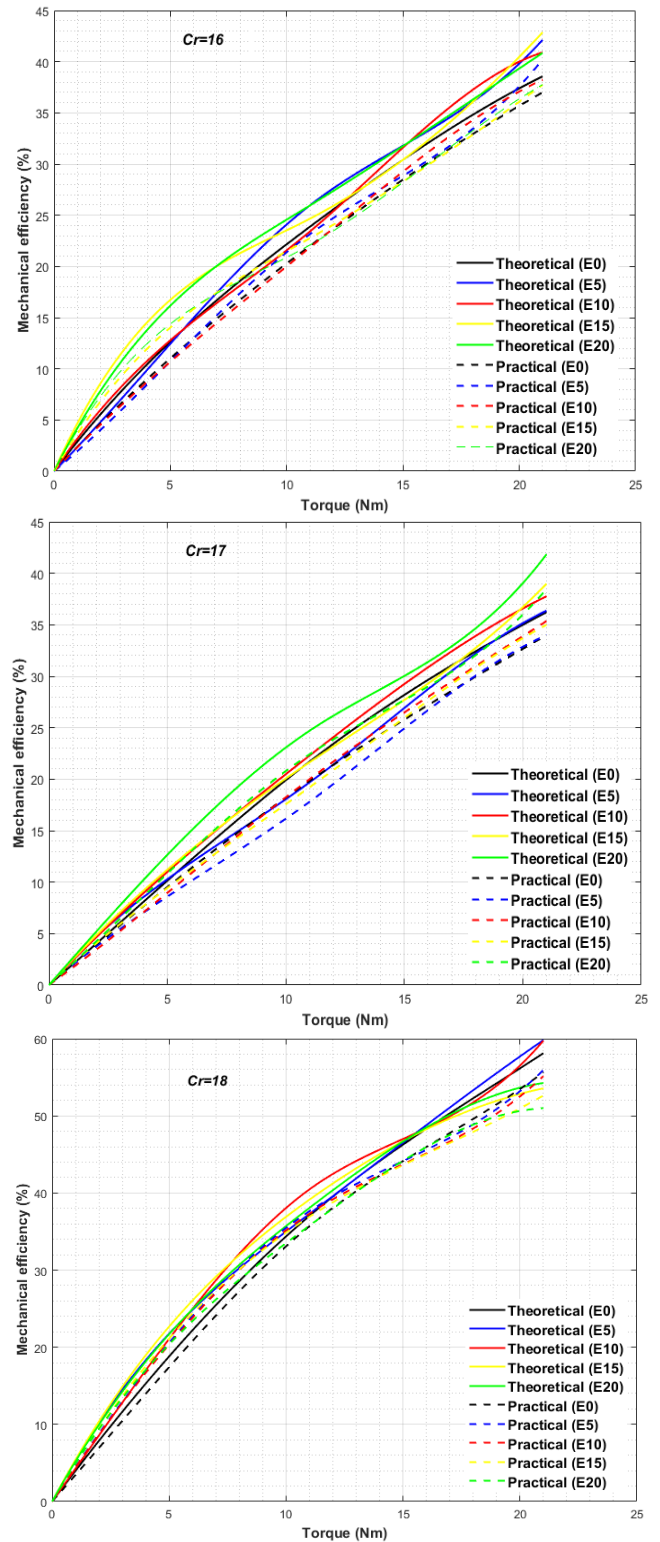 Cr=16
45
40
35
30
25
20
15
10
5
0
Mechanical efficiency (%)
Theoretical (E0)
Theoretical (E5)
Theoretical (E10)
Theoretical (E15)
Theoretical (E20)
Practical (E0)
Practical (E5)
Practical (E10)
Practical (E15)
Practical (E20)
0 5 10 15 20 25
Torque (Nm)
Cr=17
45
40
35
30
25
20
15
10
5
0
Mechanical efficiency (%)
Theoretical (E0)
Theoretical (E5)
Theoretical (E10)
Theoretical (E15)
Theoretical (E20)
Practical (E0)
Practical (E5)
Practical (E10)
Practical (E15)
Practical (E20)
0 5 10 15 20 25
Torque (Nm)
Cr=18
60
50
40
30
20
10
0
Mechanical efficiency (%)
Theoretical (E0)
Theoretical (E5)
Theoretical (E10)
Theoretical (E15)
Theoretical (E20)
Practical (E0)
Practical (E5)
Practical (E10)
Practical (E15)
Practical (E20)
0 5 10 15 20 25
Torque (Nm)